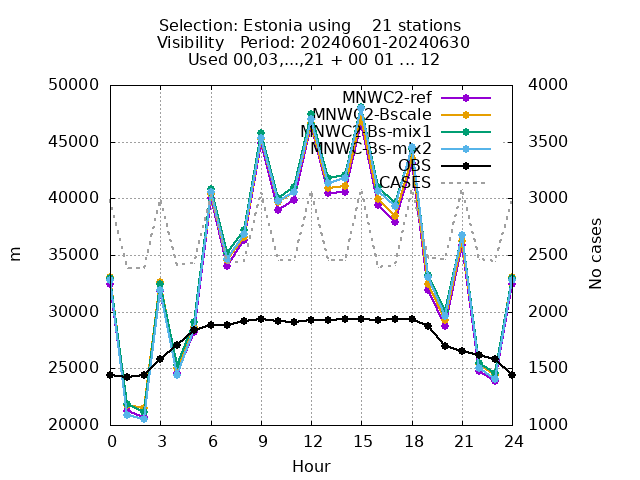 Selection: Estonia using 21 stations
Visibility Period: 20240601-20240630
Used 00,03,...,21 + 00 01 ... 12
50000 4000
MNWC2-ref
MNWC2-Bscale
MNWC2-Bs-mix1
45000 3500
MNWC-Bs-mix2
OBS
CASES
40000 3000
35000 2500
m No cases
30000 2000
25000 1500
20000 1000
0 3 6 9 12 15 18 21 24
Hour